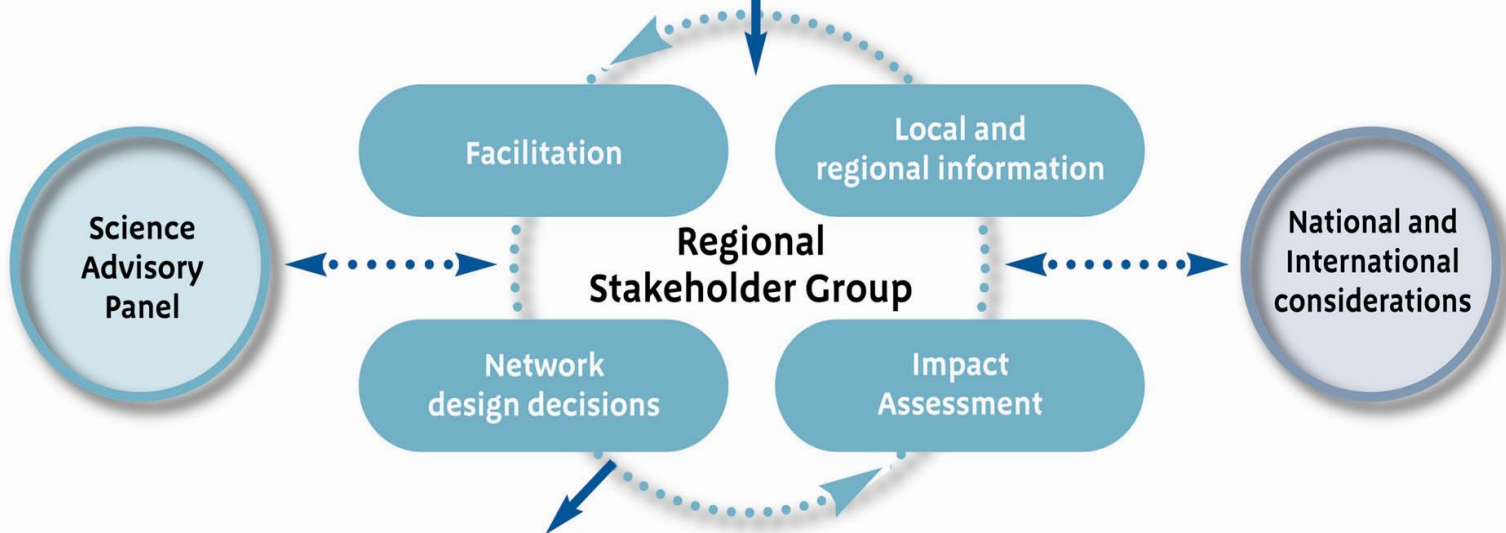 Facilitation
Local and
regional information
Science
Advisory
Panel
Regional
Stakeholder Group
National and
International
considerations
Network
design decisions
Impact
Assessment